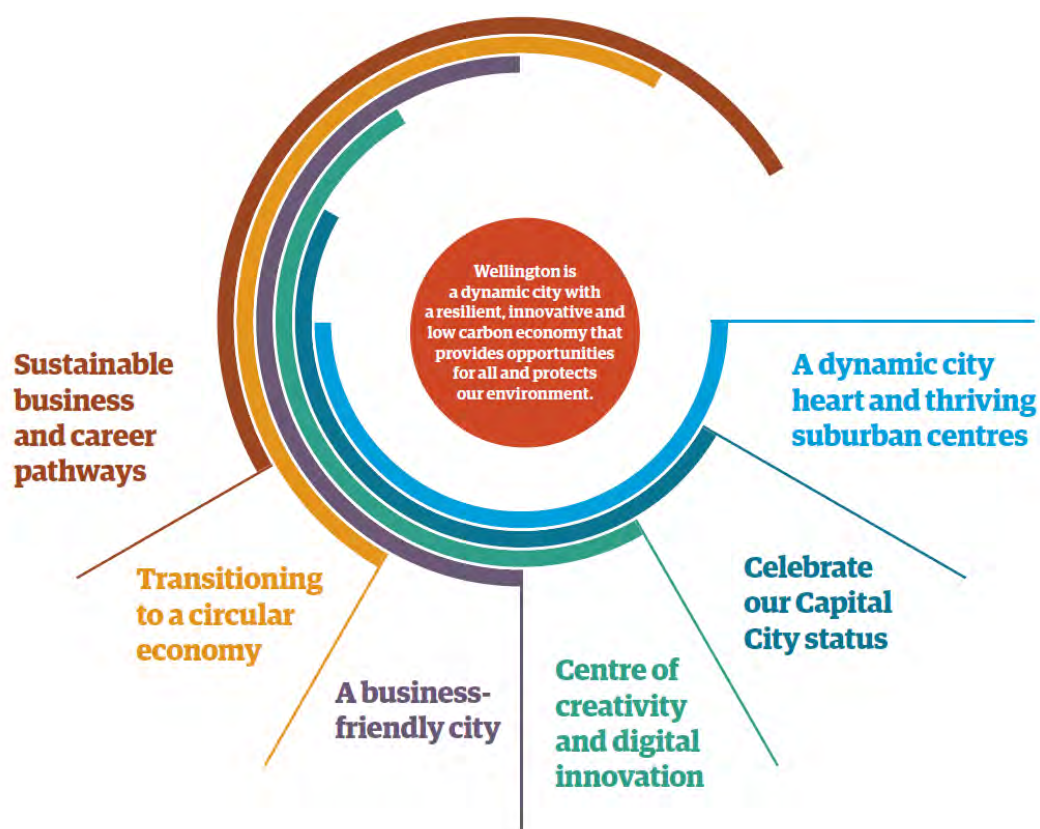 Wellington is
a dynamic city with
a resilient, innovative and
low carbon economy that
provides opportunities
for all and protects
our environment.
Sustainable
business
and career
pathways
Transitioning
to a circular
economy
A business-
friendly city
Centre of
creativity
and digital
innovation
Celebrate
our Capital
City status
A dynamic city
heart and thriving
suburban centres